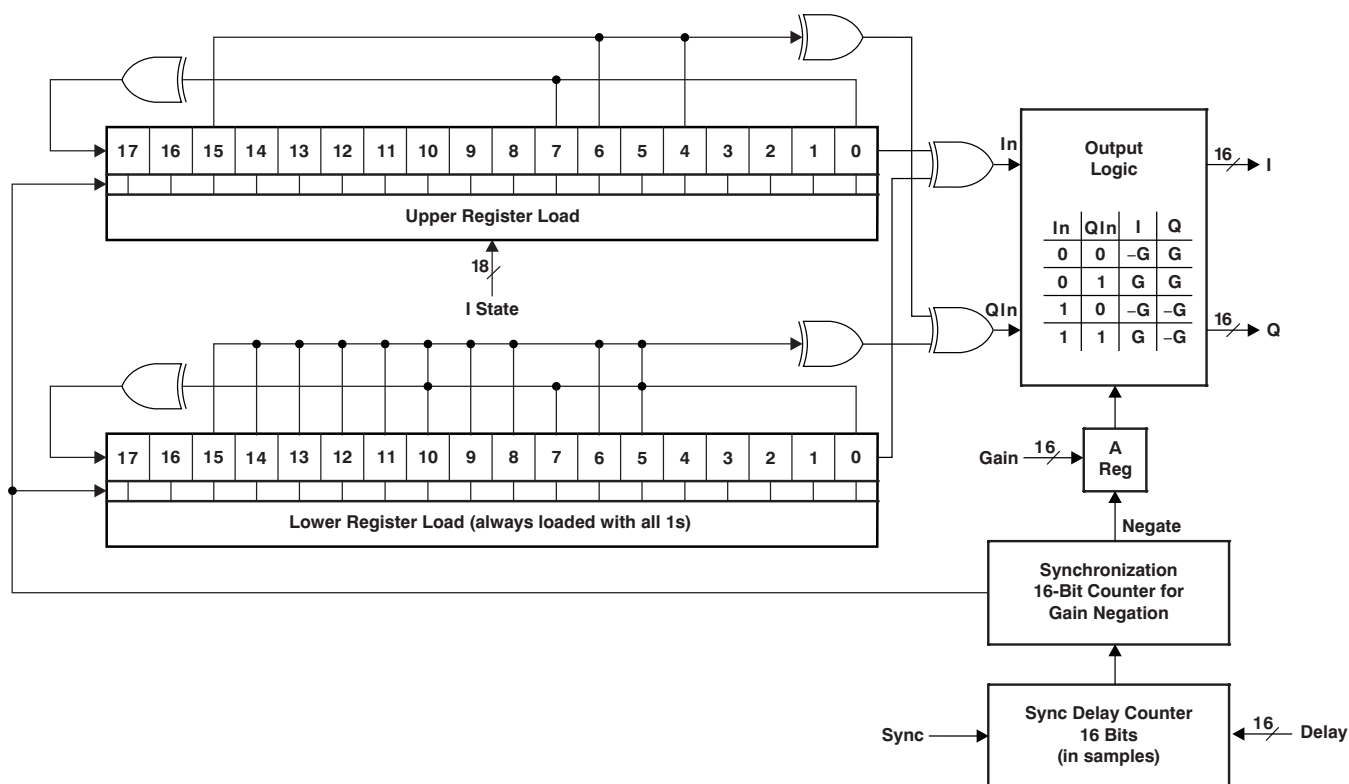 17 16 15 14 13 12 11 10 9 8 7 6 5 4 3 2 1 0
Upper Register Load
18
I State
17 16 15 14 13 12 11 10 9 8 7 6 5 4 3 2 1 0
Lower Register Load (always loaded with all 1s)
In
QIn
Output
Logic
In QIn I Q
0 0 –G G
0 1 G G
1 0 –G –G
1 1 G –G
16 I
16 Q
Gain 16
A
Reg
Negate
Synchronization
16-Bit Counter for
Gain Negation
Sync
Sync Delay Counter
16 Bits
(in samples)
16 Delay